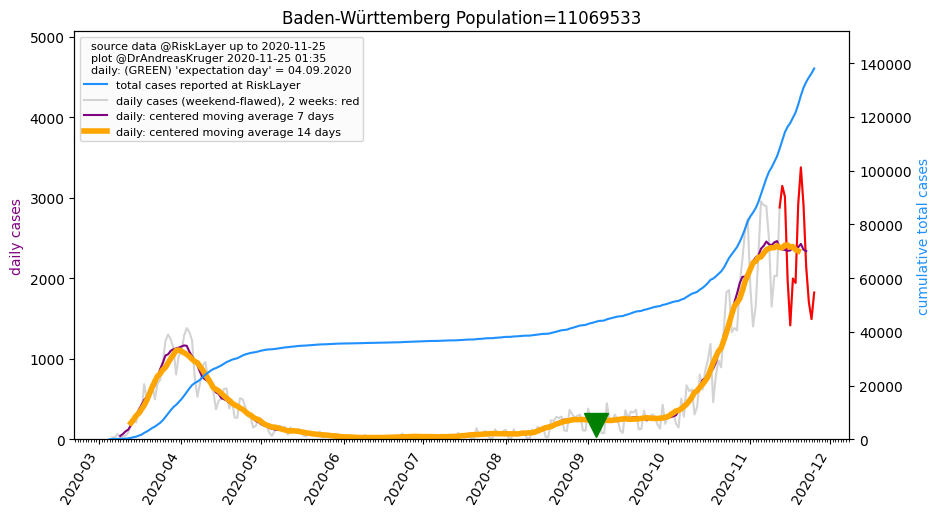 Baden-Württemberg Population=11069533
source data @RiskLayer up to 2020-11-25
plot @DrAndreasKruger 2020-11-25 01:35
daily: (GREEN) 'expectation day' = 04.09.2020
total cases reported at RiskLayer
daily cases (weekend-flawed), 2 weeks: red
daily: centered moving average 7 days
daily: centered moving average 14 days
daily cases
5000
4000
3000
2000
1000
0
cumulative total cases
140000
120000
100000
80000
60000
40000
20000
0
2020-03
2020-04
2020-05
2020-06
2020-07
2020-08
2020-09
2020-10
2020-11
2020-12